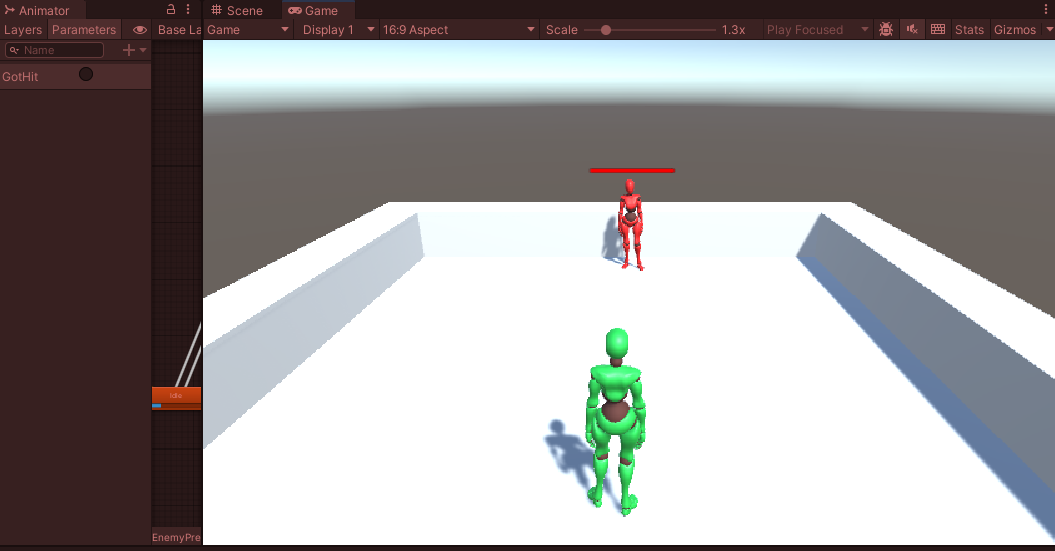 Animator
Scene
Game
Layers
Parameters
Base La
Game
Display 1
16:9 Aspect
Scale
1.3x
Play Focused
Stats
Gizmos
Name
GotHit
Idle
EnemyPre